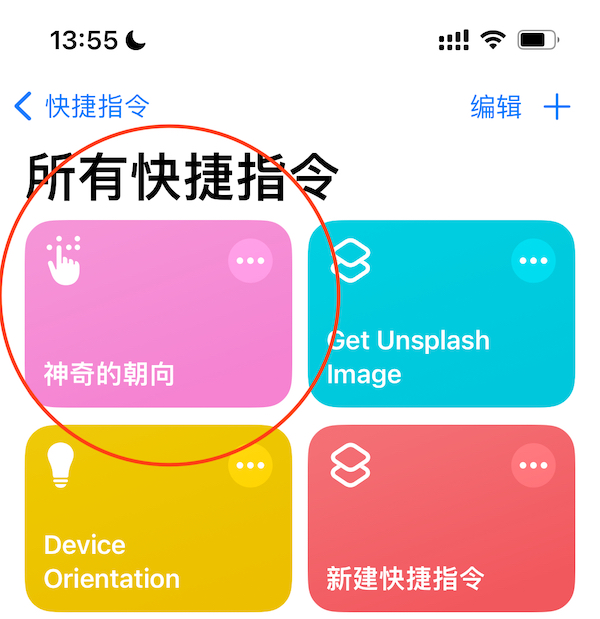 13:55
快捷指令
编辑
所有快捷指令
神奇的朝向
Get Unsplash
Image
Device
Orientation
新建快捷指令